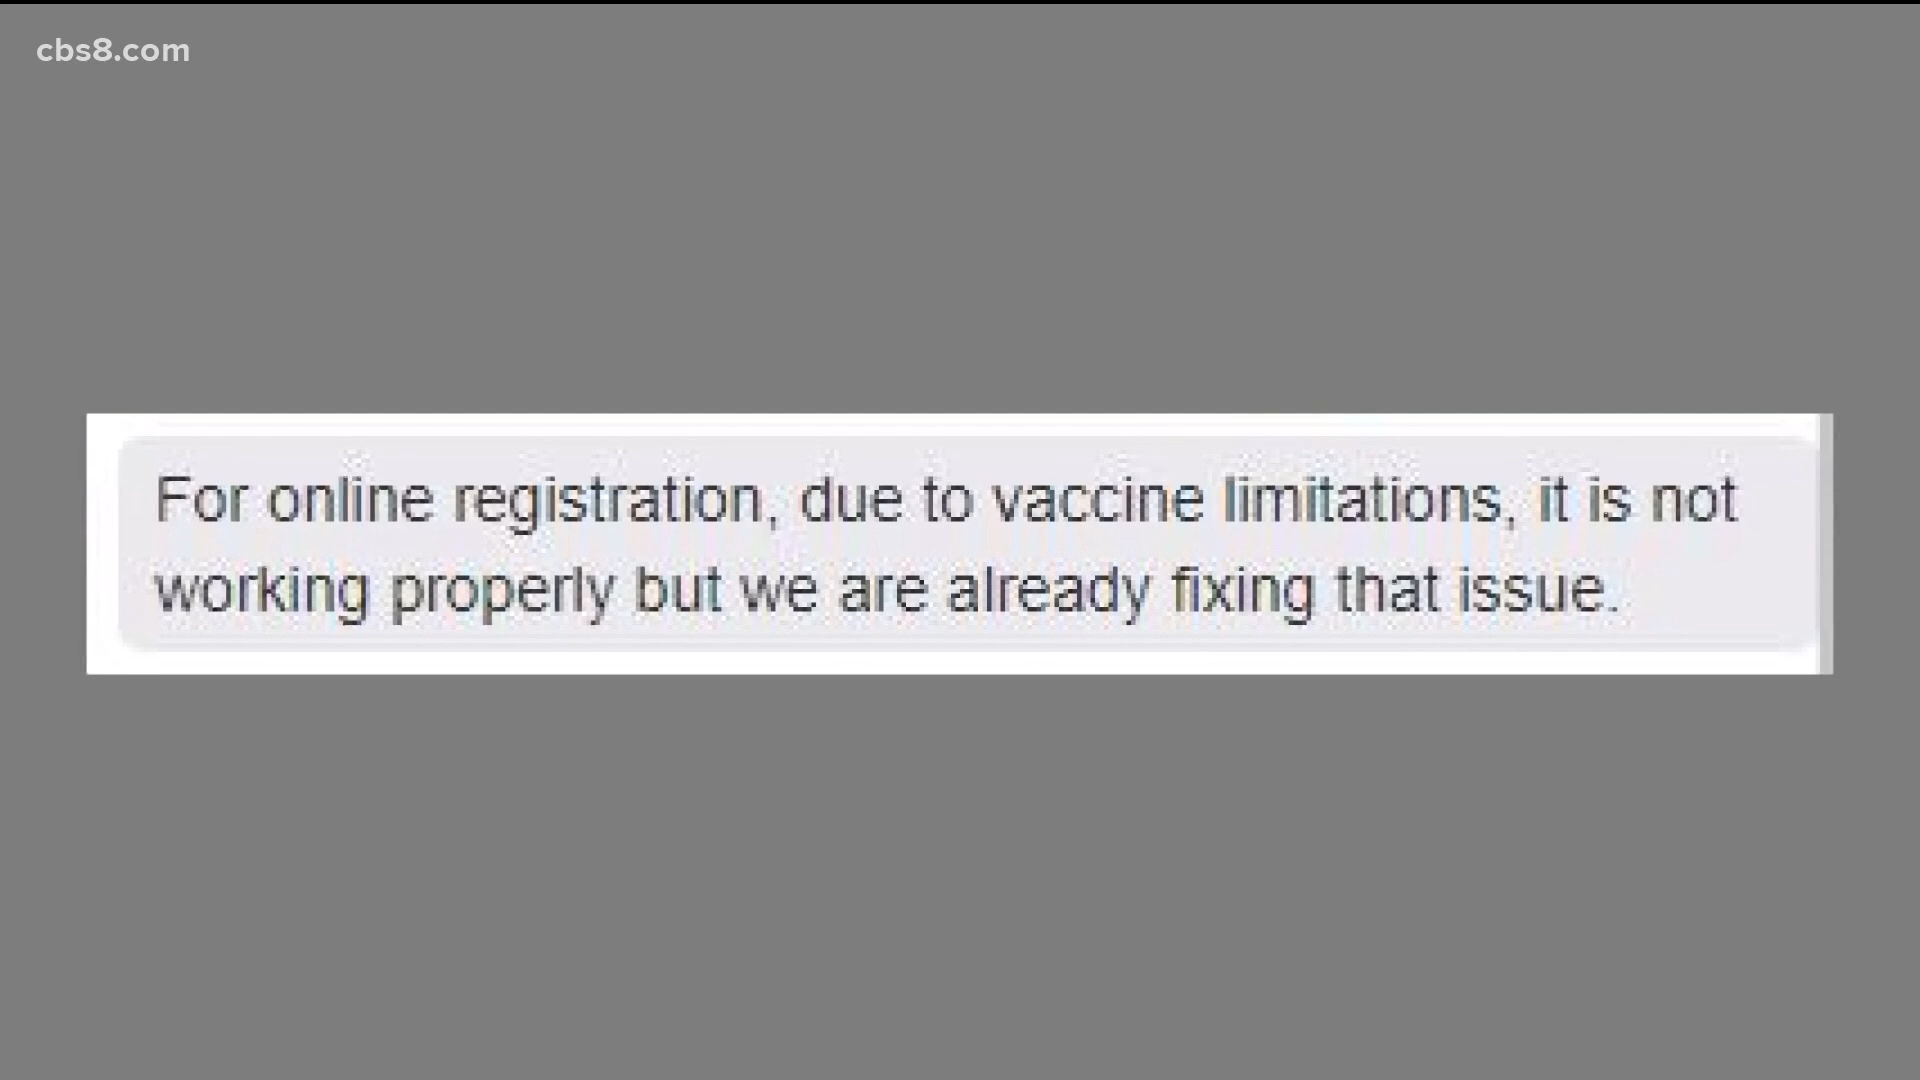 cbs8.com
For online registration, due to vaccine limitations, it is not
working properly but we are already fixing that issue.